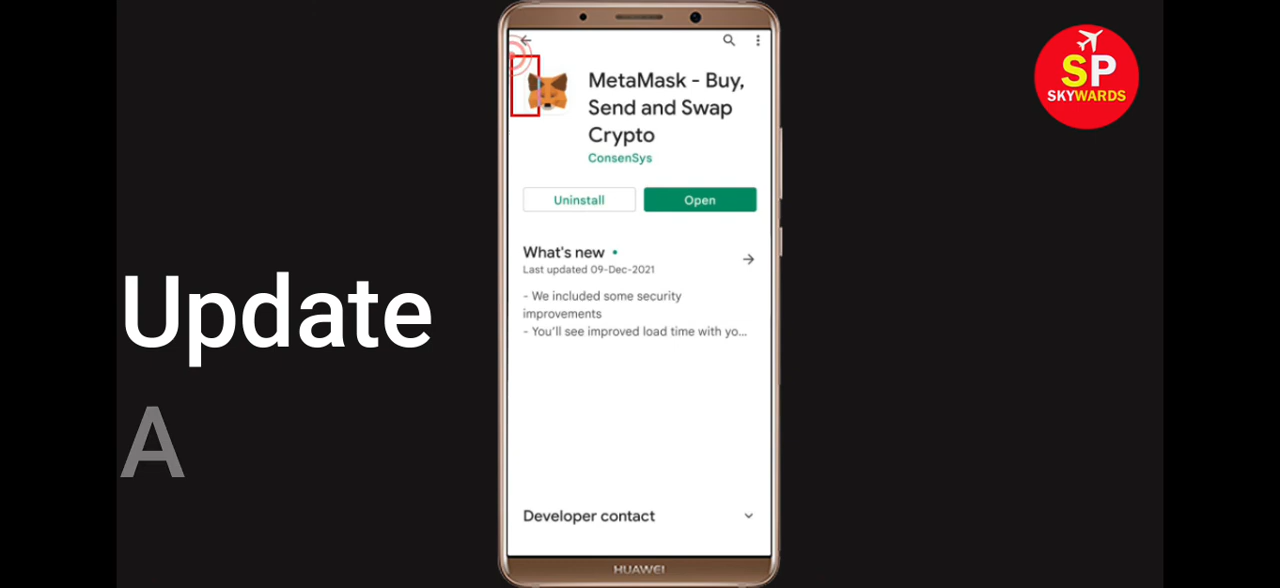 SP
SKYWARDS
MetaMask - Buy,
Send and Swap
Crypto
ConsenSys
Uninstall
Open
What's new
Last updated 09-Dec-2021
- We included some security
improvements
- You'll see improved load time with yo...
Update
A
Developer contact
HUAWEI